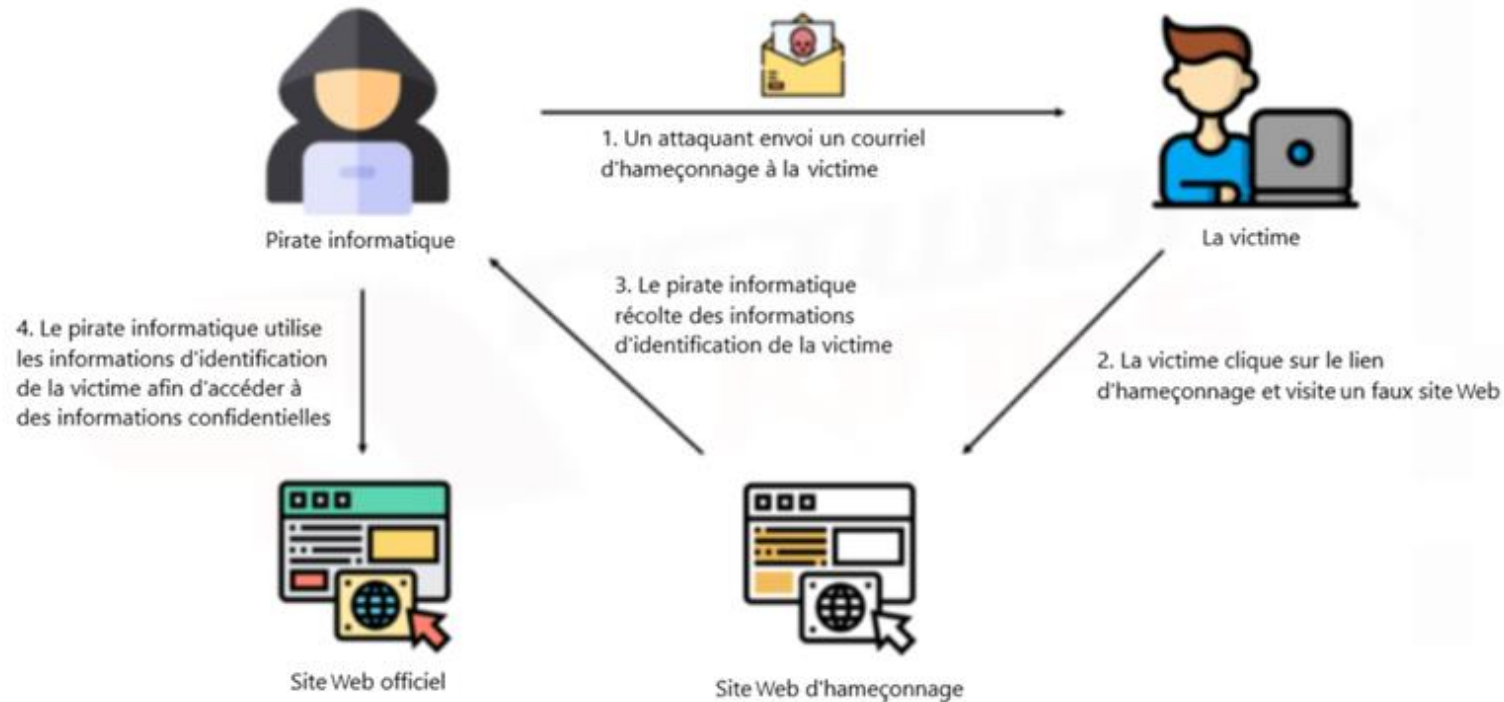 1. Un attaquant envoi un courriel
d'hameçonnage à la victime
Pirate informatique
La victime
3. Le pirate informatique
récolte des informations
d'identification de la victime
4. Le pirate informatique utilise
les informations d'identification
de la victime afin d'accéder à
des informations confidentielles
2. La victime clique sur le lien
d'hameçonnage et visite un faux site Web
Site Web officiel
Site Web d'hameçonnage